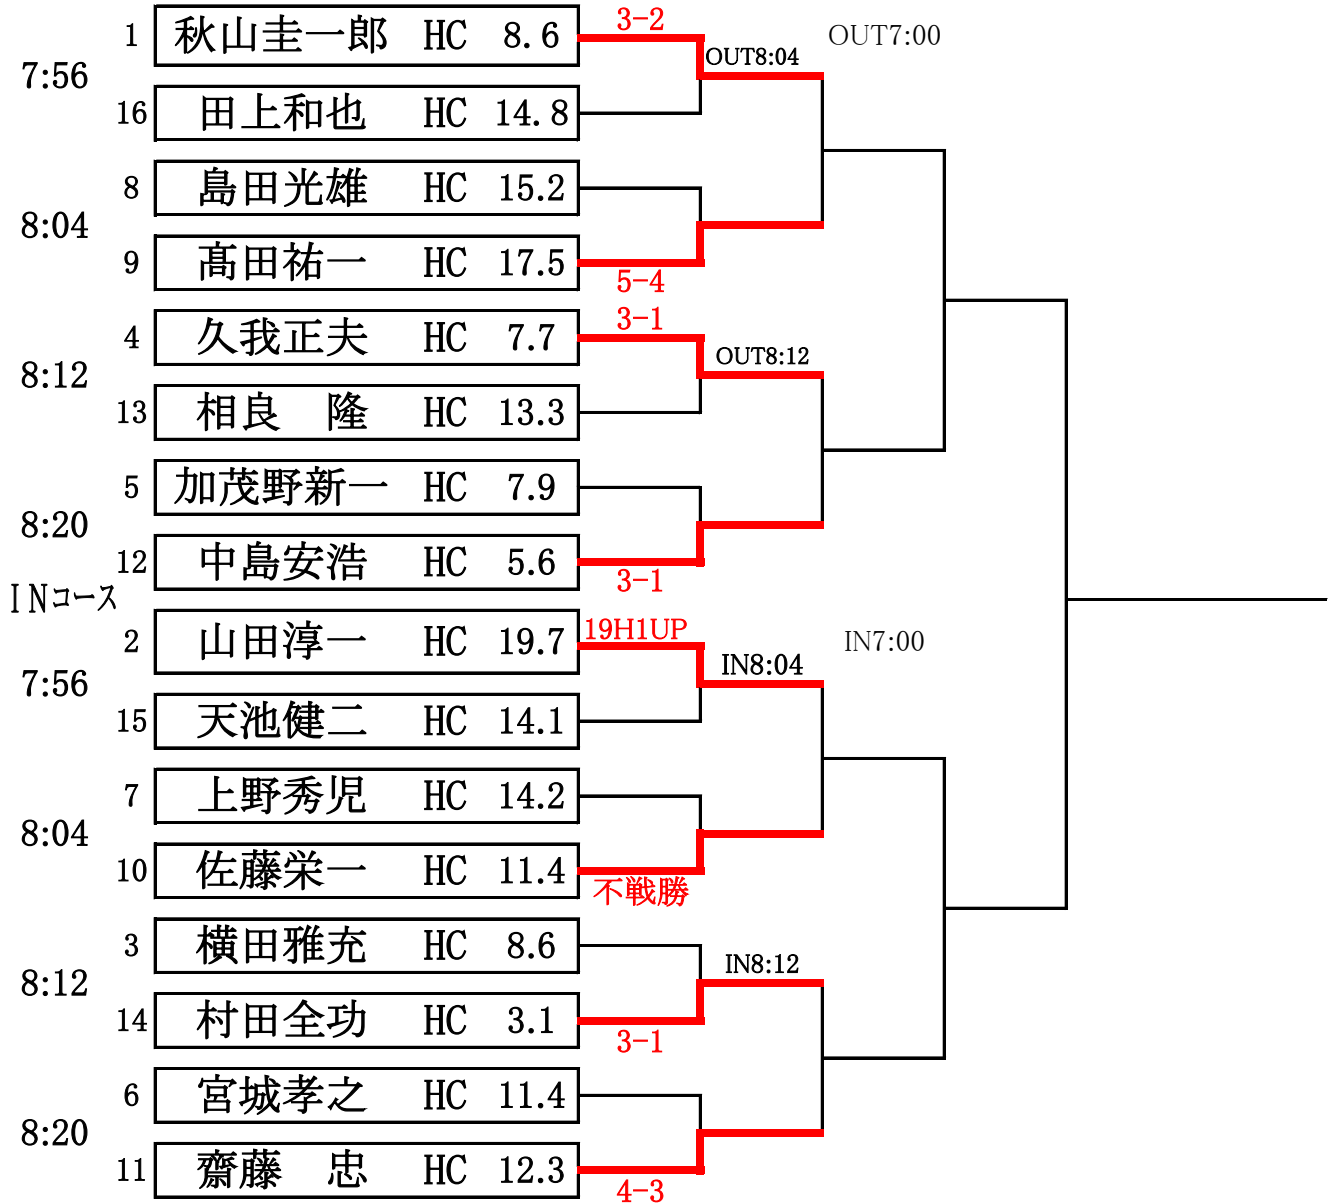 3-2
1 秋山圭一郎 HC 8.6
OUT7:00
OUT8:04
7:56
16 田上和也 HC 14.8
8 島田光雄 HC 15.2
8:04
9 髙田祐一 HC 17.5
5-4
3-1
4 久我正夫 HC 7.7
OUT8:12
8:12
13 相良 隆 HC 13.3
5 加茂野新一 HC 7.9
8:20
12 中島安浩 HC 5.6
3-1
INコース
19H1UP
2 山田淳一 HC 19.7
IN7:00
IN8:04
7:56
15 天池健二 HC 14.1
7 上野秀児 HC 14.2
8:04
10 佐藤栄一 HC 11.4
不戦勝
3 横田雅充 HC 8.6
IN8:12
8:12
14 村田全功 HC 3.1
3-1
6 宮城孝之 HC 11.4
8:20
11 齋藤 忠 HC 12.3
4-3